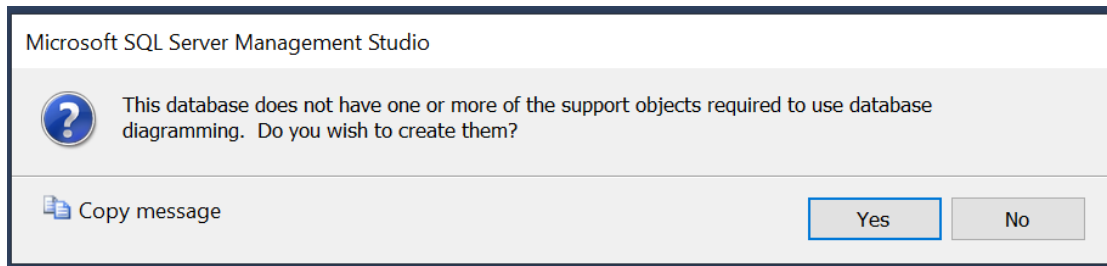 Microsoft SQL Server Management Studio
This database does not have one or more of the support objects required to use database
diagramming. Do you wish to create them?
Copy message
Yes
No